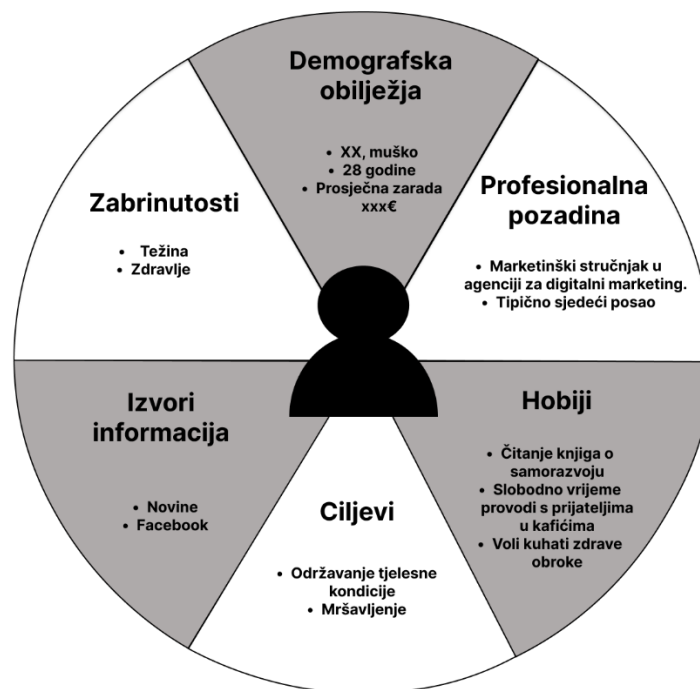 Demografska
obilježja
• XX, muško
• 28 godine
• Prosječna zarada
xxx€
Profesionalna
pozadina
• Marketinški stručnjak u
agenciji za digitalni marketing.
• Tipično sjedeći posao
Hobiji
• Čitanje knjiga o
samorazvoju
• Slobodno vrijeme
provodi s prijateljima
u kafićima
• Voli kuhati zdrave
obroke
Ciljevi
• Održavanje tjelesne
kondicije
• Mršavljenje
Izvori
informacija
• Novine
• Facebook
Zabrinutosti
• Težina
• Zdravlje